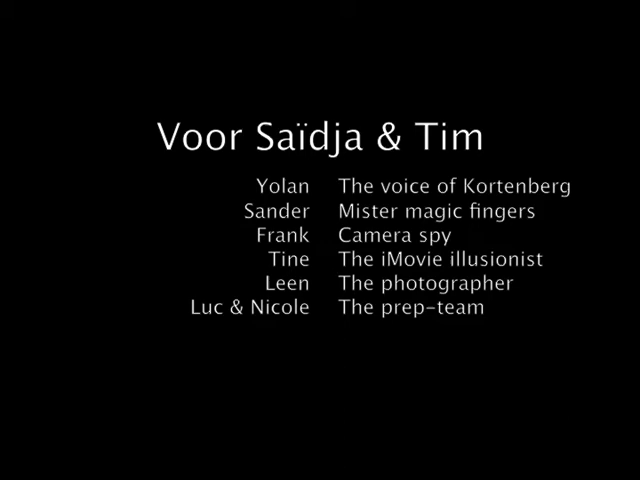 Voor Saïdja & Tim
Yolan The voice of Kortenberg
Sander Mister magic fingers
Frank Camera spy
Tine The iMovie illusionist
Leen The photographer
Luc & Nicole The prep-team